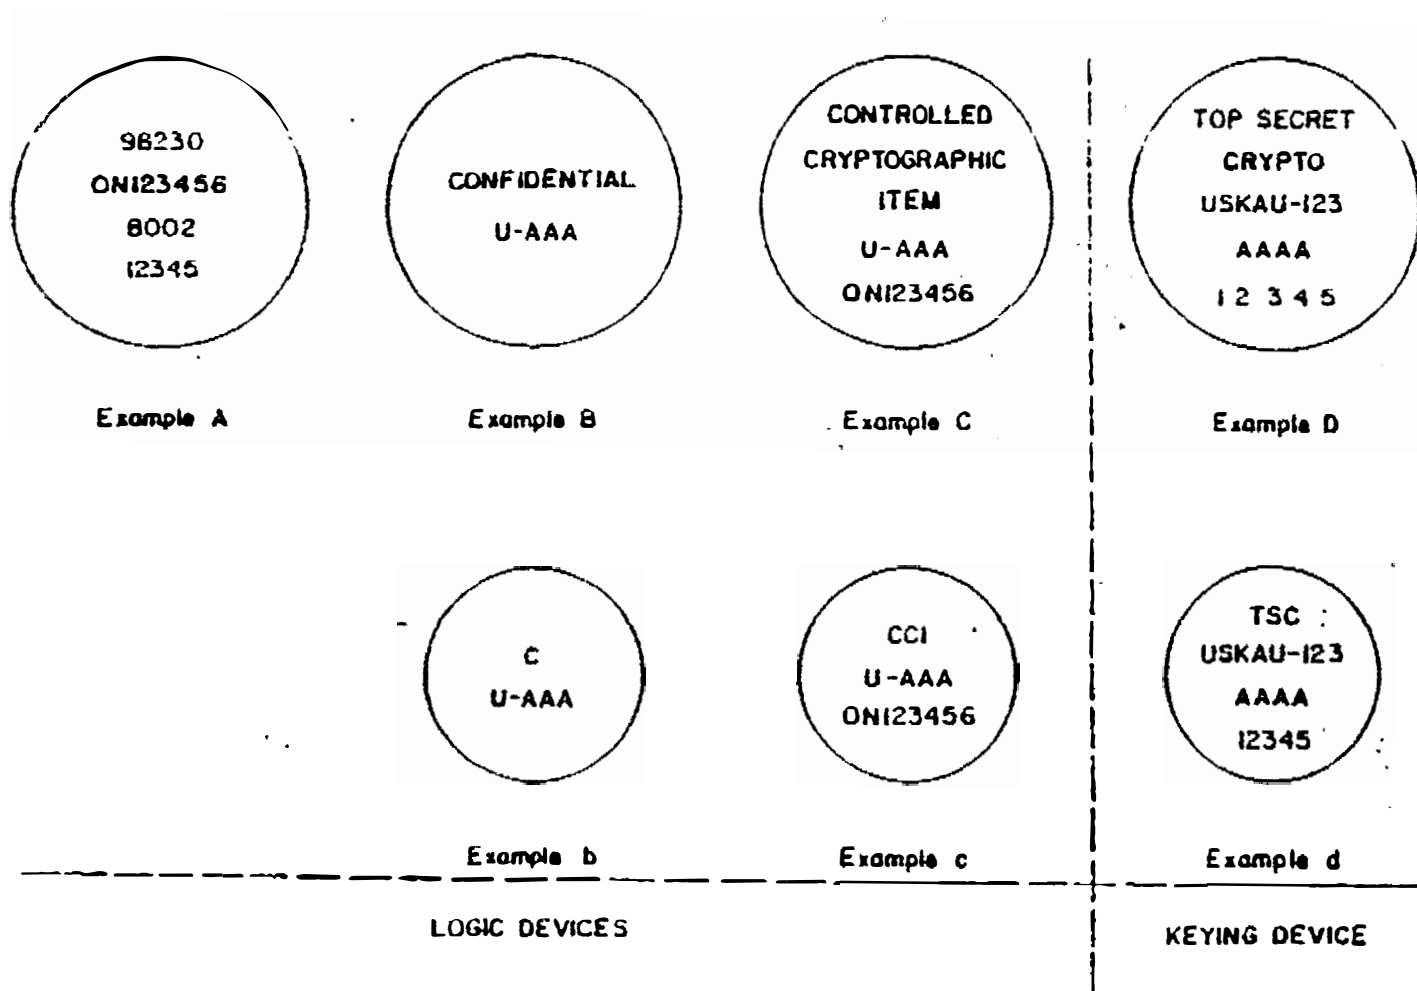 98230
ON123456
8002
12345
Example A
CONFIDENTIAL
U-AAA
Example B
CONTROLLED
CRYPTOGRAPHIC
ITEM
U-AAA
ON123456
Example C
TOP SECRET
CRYPTO
USKAU-123
AAAA
1 2 3 4 5
Example D
C
U-AAA
Example b
CCI
U-AAA
ON123456
Example c
TSC
USKAU-123
AAAA
12345
Example d
LOGIC DEVICES
KEYING DEVICE